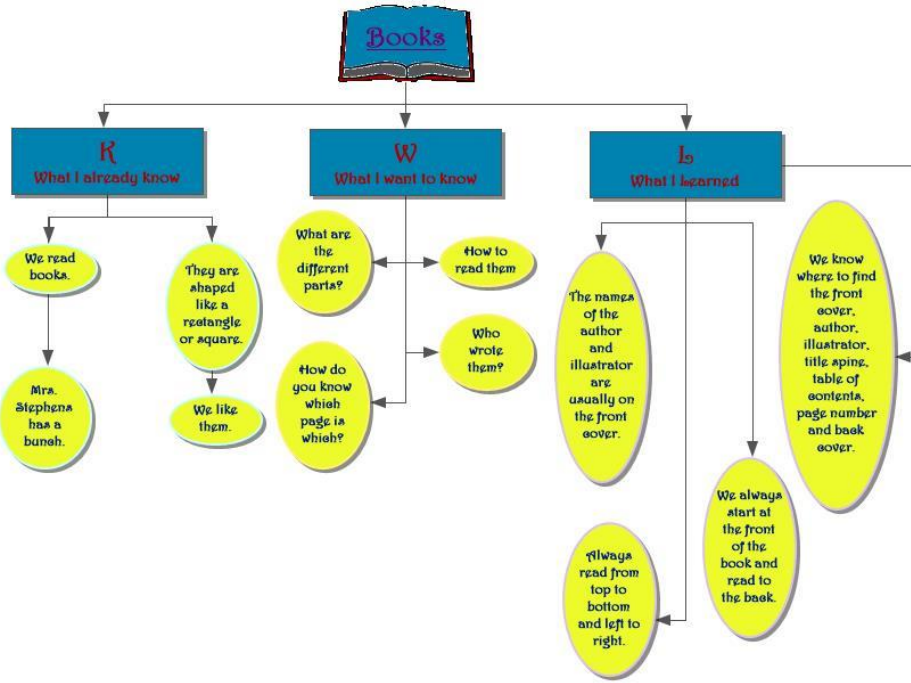 Books
K
What I already know
W
What I want to know
L
What I Learned
We read
books.
They are
shaped
like a
rectangle
or square.
Mrs.
Stephens
has a
bunch.
We like
them.
What are
the
different
parts?
How to
read them
Who
wrote
them?
How do
you know
which
page is
which?
The names
of the
author
and
illustrator
are
usually on
the front
cover.
We know
where to find
the front
cover,
author,
illustrator,
title spine,
table of
contents,
page number
and back
cover.
We always
start at
the front
of the
book and
read to
the back.
Always
read from
top to
bottom
and left to
right.